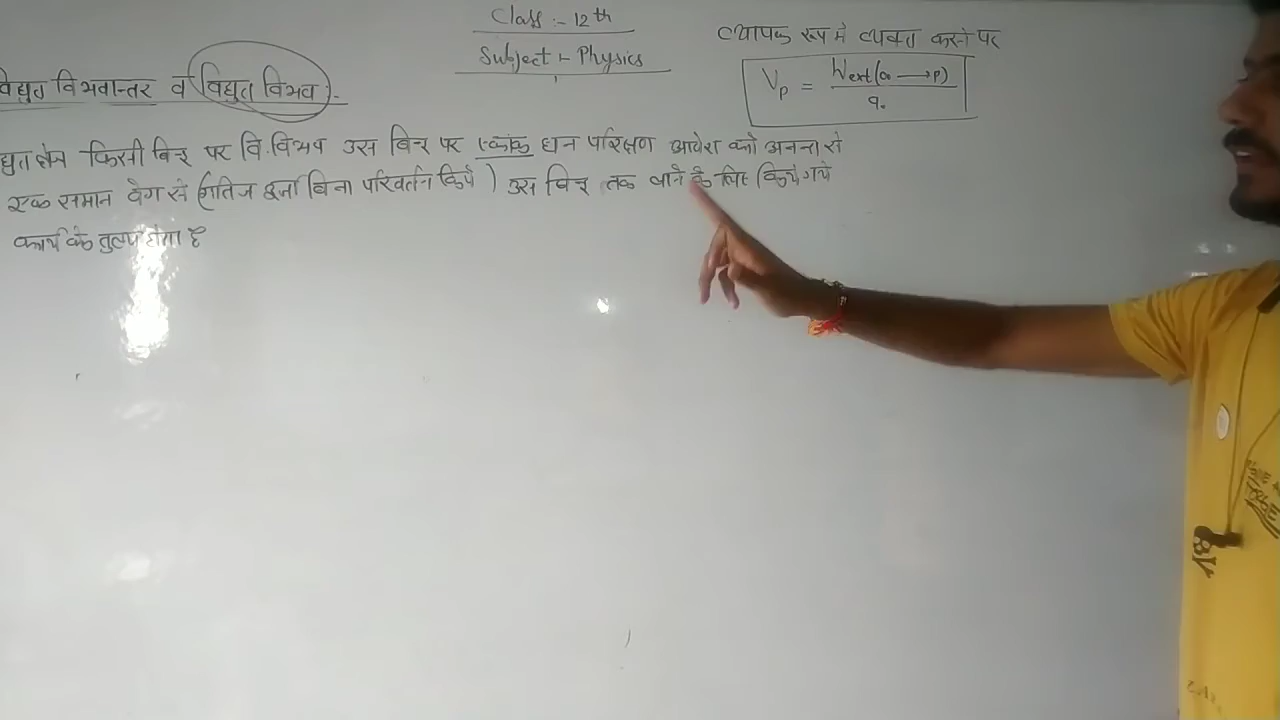 Class :- 12th
Subject :- Physics
विद्युत विभवान्तर व विद्युत विभव :-
व्यापक रूप में व्यक्त करने पर
Vₚ = Wext(∞ ⟶ P) / q₀
द्युत क्षेत्र किसी बिन्दु पर वि.विभव उस बिन्दु पर एकांक धन परिक्षण आवेश को अनन्त से
एक समान वेग से (गतिज ऊर्जा बिना परिवर्तन किये) उस बिन्दु तक लाने के लिए किये गये
कार्य के तुल्य होता है